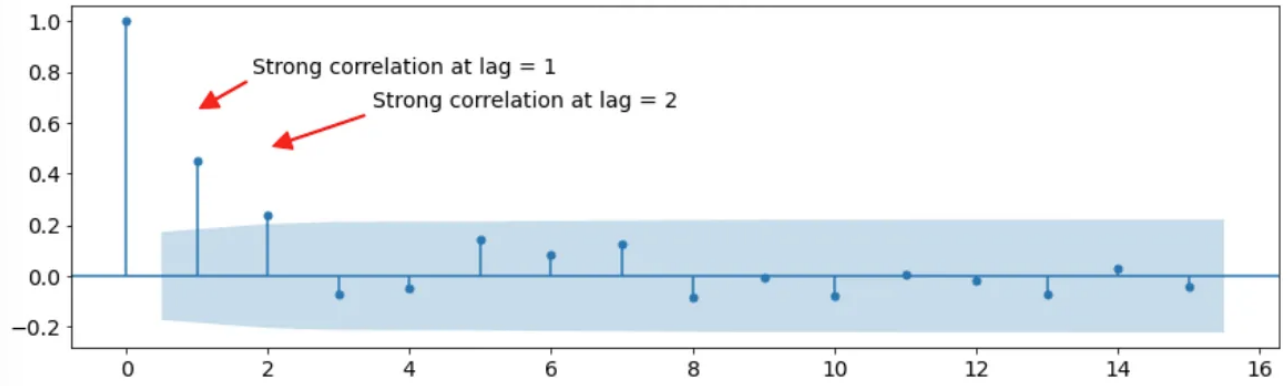 1.0
0.8
Strong correlation at lag = 1
Strong correlation at lag = 2
0.6
0.4
0.2
0.0
−0.2
0 2 4 6 8 10 12 14 16